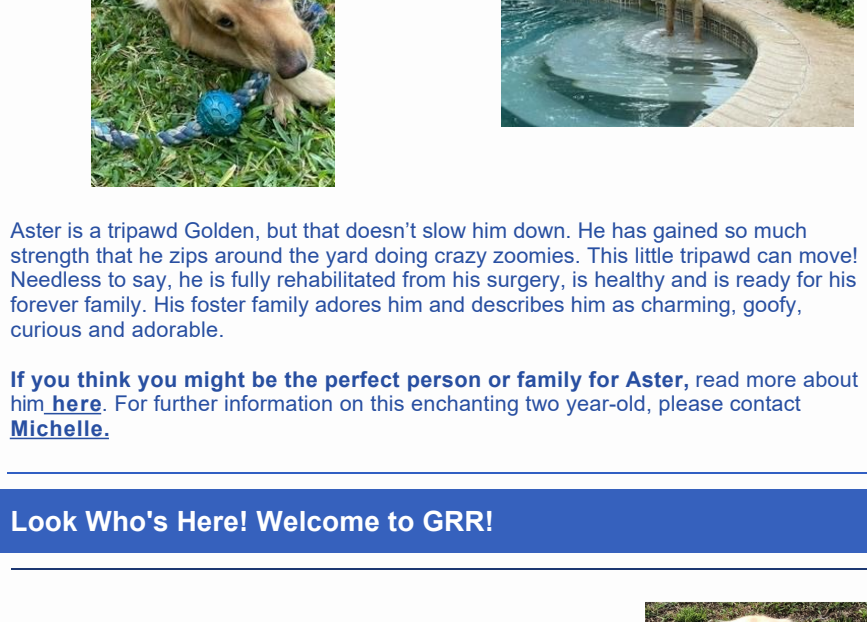 Aster is a tripawd Golden, but that doesn’t slow him down. He has gained so much
strength that he zips around the yard doing crazy zoomies. This little tripawd can move!
Needless to say, he is fully rehabilitated from his surgery, is healthy and is ready for his
forever family. His foster family adores him and describes him as charming, goofy,
curious and adorable.
If you think you might be the perfect person or family for Aster, read more about
him here. For further information on this enchanting two year-old, please contact
Michelle.
Look Who's Here! Welcome to GRR!